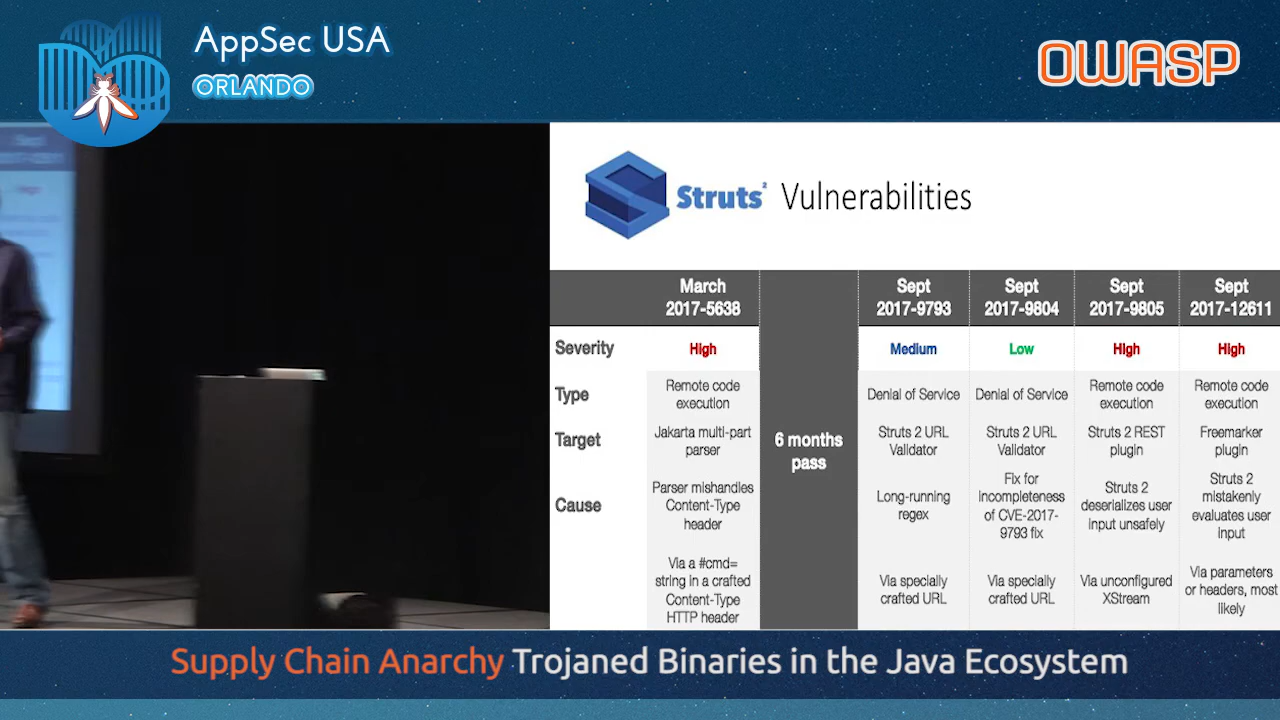 AppSec USA
ORLANDO
OWASP
Struts2 Vulnerabilities
March
2017-5638
Sept
2017-9793
Sept
2017-9804
Sept
2017-9805
Sept
2017-12611
Severity
High
Medium
Low
High
High
Type
Remote code
execution
Denial of Service
Denial of Service
Remote code
execution
Remote code
execution
Target
Jakarta multi-part
parser
6 months
pass
Struts 2 URL
Validator
Struts 2 URL
Validator
Struts 2 REST
plugin
Freemarker
plugin
Cause
Parser mishandles
Content-Type
header
Long-running
regex
Fix for
incompleteness
of CVE-2017-
9793 fix
Struts 2
deserializes user
input unsafely
Struts 2
mistakenly
evaluates user
input
Via a #cmd=
string in a crafted
Content-Type
HTTP header
Via specially
crafted URL
Via specially
crafted URL
Via unconfigured
XStream
Via parameters
or headers, most
likely
Supply Chain Anarchy Trojaned Binaries in the Java Ecosystem